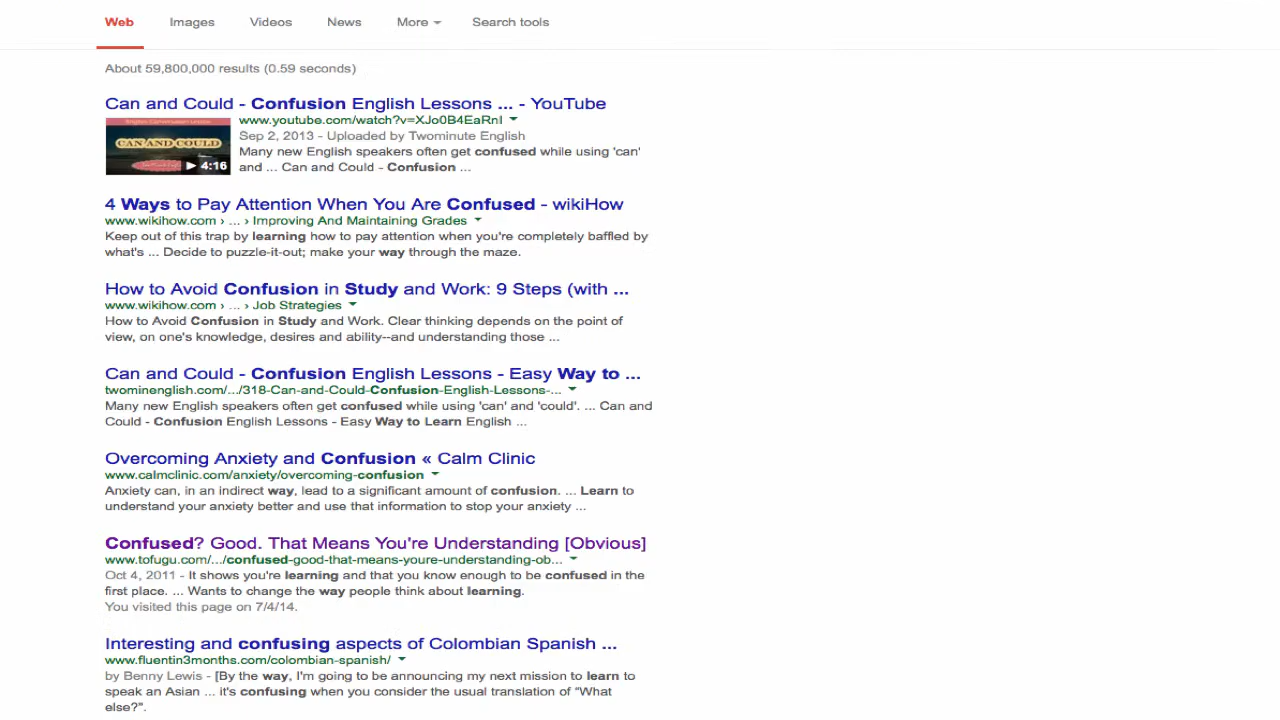 Web Images Videos News More Search tools
About 59,800,000 results (0.59 seconds)
Can and Could - Confusion English Lessons ... - YouTube
www.youtube.com/watch?v=XJo0B4EaRnI
Sep 2, 2013 - Uploaded by Twominute English
Many new English speakers often get confused while using 'can'
and ... Can and Could - Confusion ...
CAN AND COULD
4:16
4 Ways to Pay Attention When You Are Confused - wikiHow
www.wikihow.com › ... › Improving And Maintaining Grades
Keep out of this trap by learning how to pay attention when you're completely baffled by
what's ... Decide to puzzle-it-out; make your way through the maze.
How to Avoid Confusion in Study and Work: 9 Steps (with ...
www.wikihow.com › ... › Job Strategies
How to Avoid Confusion in Study and Work. Clear thinking depends on the point of
view, on one's knowledge, desires and ability--and understanding those ...
Can and Could - Confusion English Lessons - Easy Way to ...
twominenglish.com/.../318-Can-and-Could-Confusion-English-Lessons-...
Many new English speakers often get confused while using 'can' and 'could'. ... Can and
Could - Confusion English Lessons - Easy Way to Learn English ...
Overcoming Anxiety and Confusion « Calm Clinic
www.calmclinic.com/anxiety/overcoming-confusion
Anxiety can, in an indirect way, lead to a significant amount of confusion. ... Learn to
understand your anxiety better and use that information to stop your anxiety ...
Confused? Good. That Means You're Understanding [Obvious]
www.tofugu.com/.../confused-good-that-means-youre-understanding-ob...
Oct 4, 2011 - It shows you're learning and that you know enough to be confused in the
first place. ... Wants to change the way people think about learning.
You visited this page on 7/4/14.
Interesting and confusing aspects of Colombian Spanish ...
www.fluentin3months.com/colombian-spanish/
by Benny Lewis - [By the way, I'm going to be announcing my next mission to learn to
speak an Asian ... it's confusing when you consider the usual translation of "What
else?".